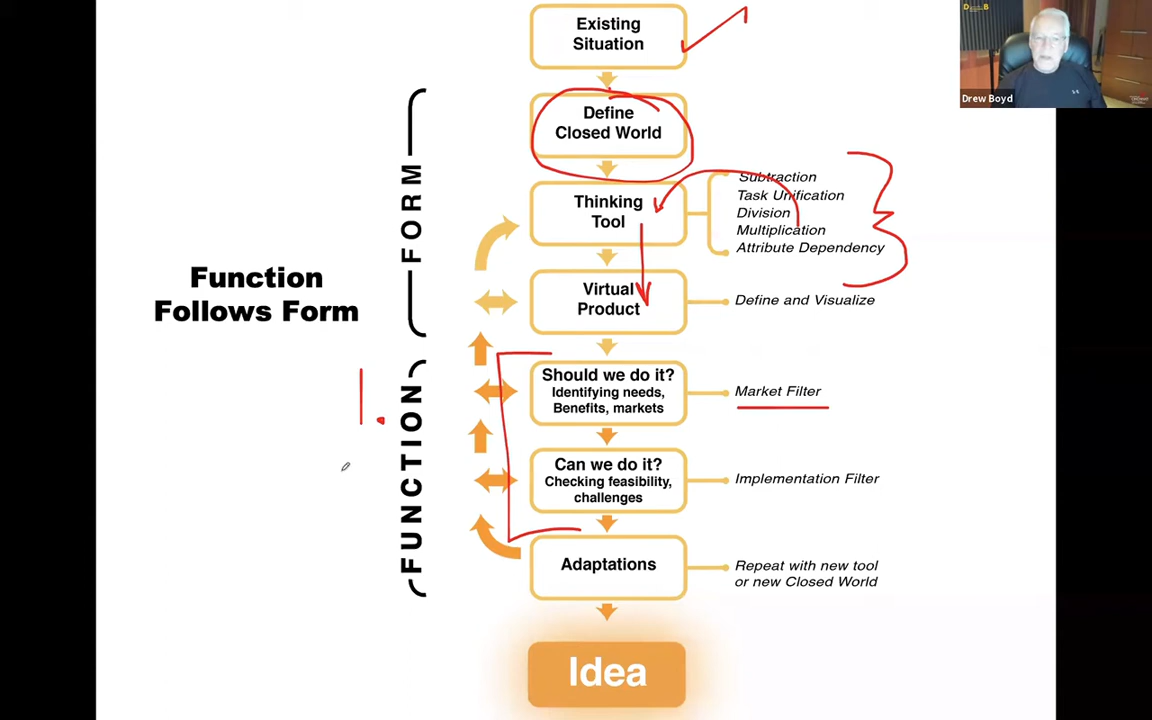 Existing
Situation
D B
Drew Boyd
Define
Closed World
FORM
Thinking
Tool
Subtraction
Task Unification
Division
Multiplication
Attribute Dependency
Function
Follows Form
Virtual
Product
Define and Visualize
FUNCTION
Should we do it?
Identifying needs,
Benefits, markets
Market Filter
1.
Can we do it?
Checking feasibility,
challenges
Implementation Filter
Adaptations
Repeat with new tool
or new Closed World
Idea